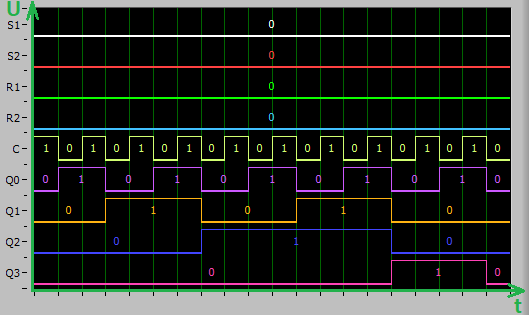 U
S1 0
S2 0
R1 0
R2 0
C 1 0 1 0 1 0 1 0 1 0 1 0 1 0 1 0 1 0 1 0
Q0 0 1 0 1 0 1 0 1 0 1 0
Q1 0 1 0 1 0
Q2 0 1 0
Q3 0 1 0
t